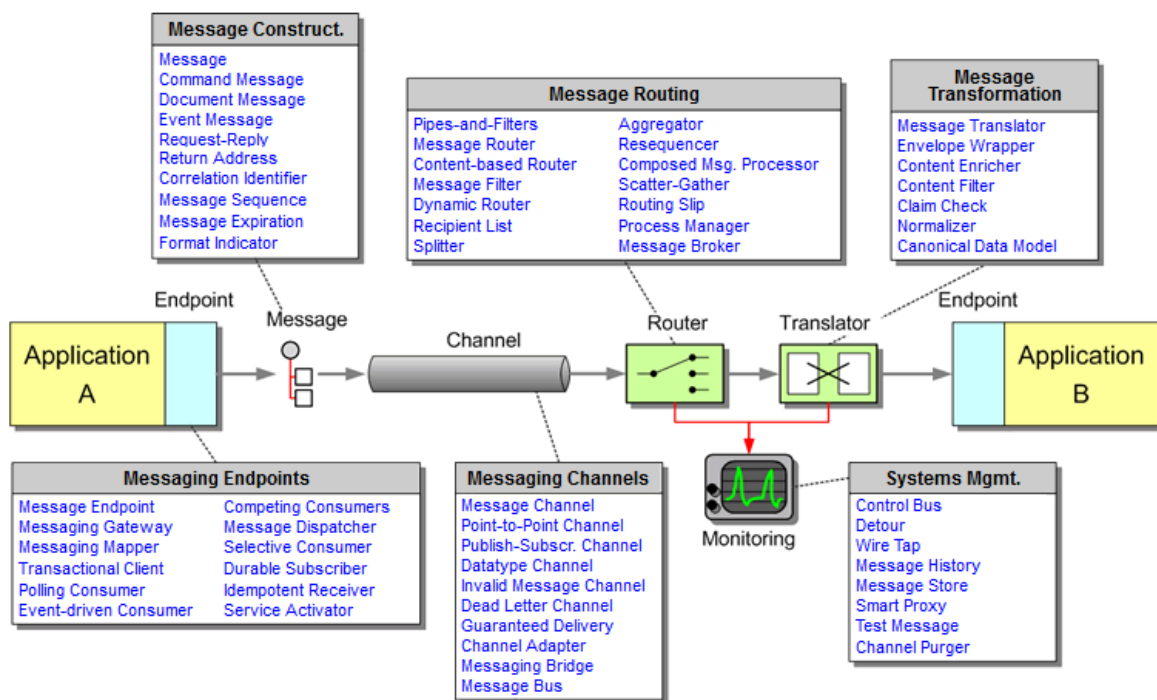 Message Construct.
Message
Command Message
Document Message
Event Message
Request-Reply
Return Address
Correlation Identifier
Message Sequence
Message Expiration
Format Indicator
Message Routing
Pipes-and-Filters
Message Router
Content-based Router
Message Filter
Dynamic Router
Recipient List
Splitter
Aggregator
Resequencer
Composed Msg. Processor
Scatter-Gather
Routing Slip
Process Manager
Message Broker
Message
Transformation
Message Translator
Envelope Wrapper
Content Enricher
Content Filter
Claim Check
Normalizer
Canonical Data Model
Endpoint
Message
Channel
Router
Translator
Endpoint
Application
A
Application
B
Messaging Endpoints
Message Endpoint
Messaging Gateway
Messaging Mapper
Transactional Client
Polling Consumer
Event-driven Consumer
Competing Consumers
Message Dispatcher
Selective Consumer
Durable Subscriber
Idempotent Receiver
Service Activator
Messaging Channels
Message Channel
Point-to-Point Channel
Publish-Subscr. Channel
Datatype Channel
Invalid Message Channel
Dead Letter Channel
Guaranteed Delivery
Channel Adapter
Messaging Bridge
Message Bus
Monitoring
Systems Mgmt.
Control Bus
Detour
Wire Tap
Message History
Message Store
Smart Proxy
Test Message
Channel Purger